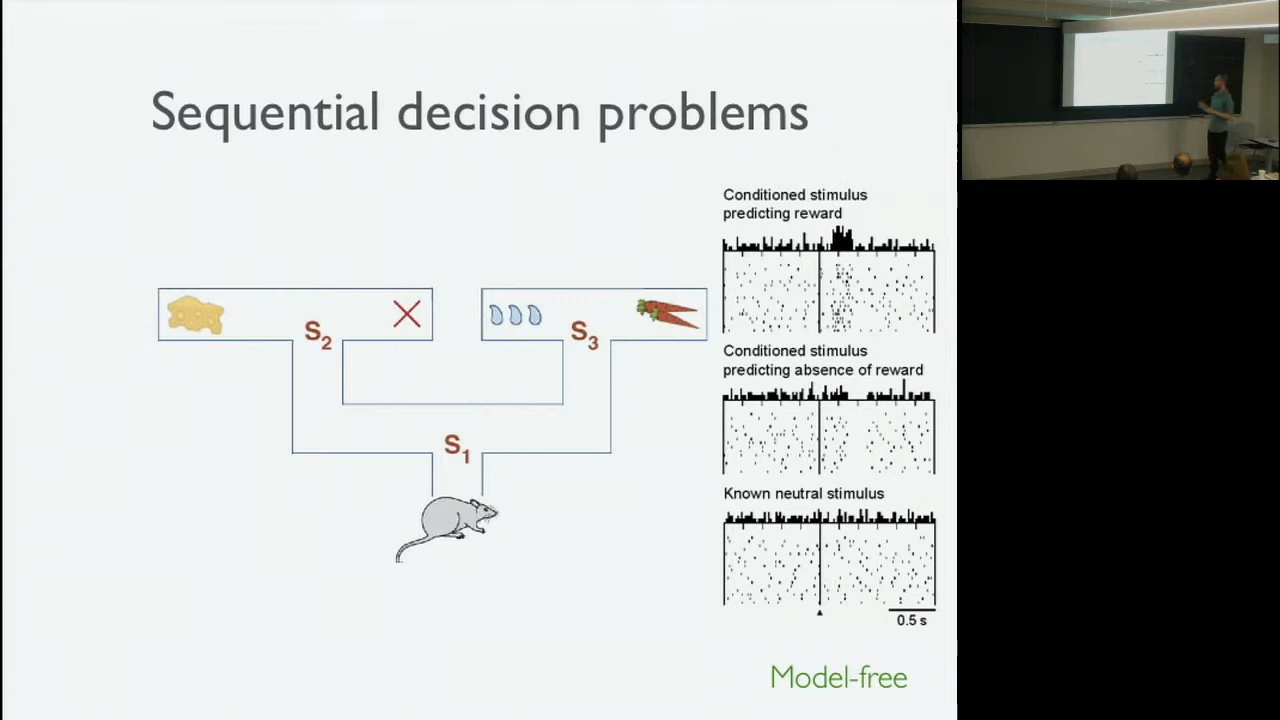 Sequential decision problems
Conditioned stimulus
predicting reward
S2
S3
Conditioned stimulus
predicting absence of reward
S1
Known neutral stimulus
0.5 s
Model-free